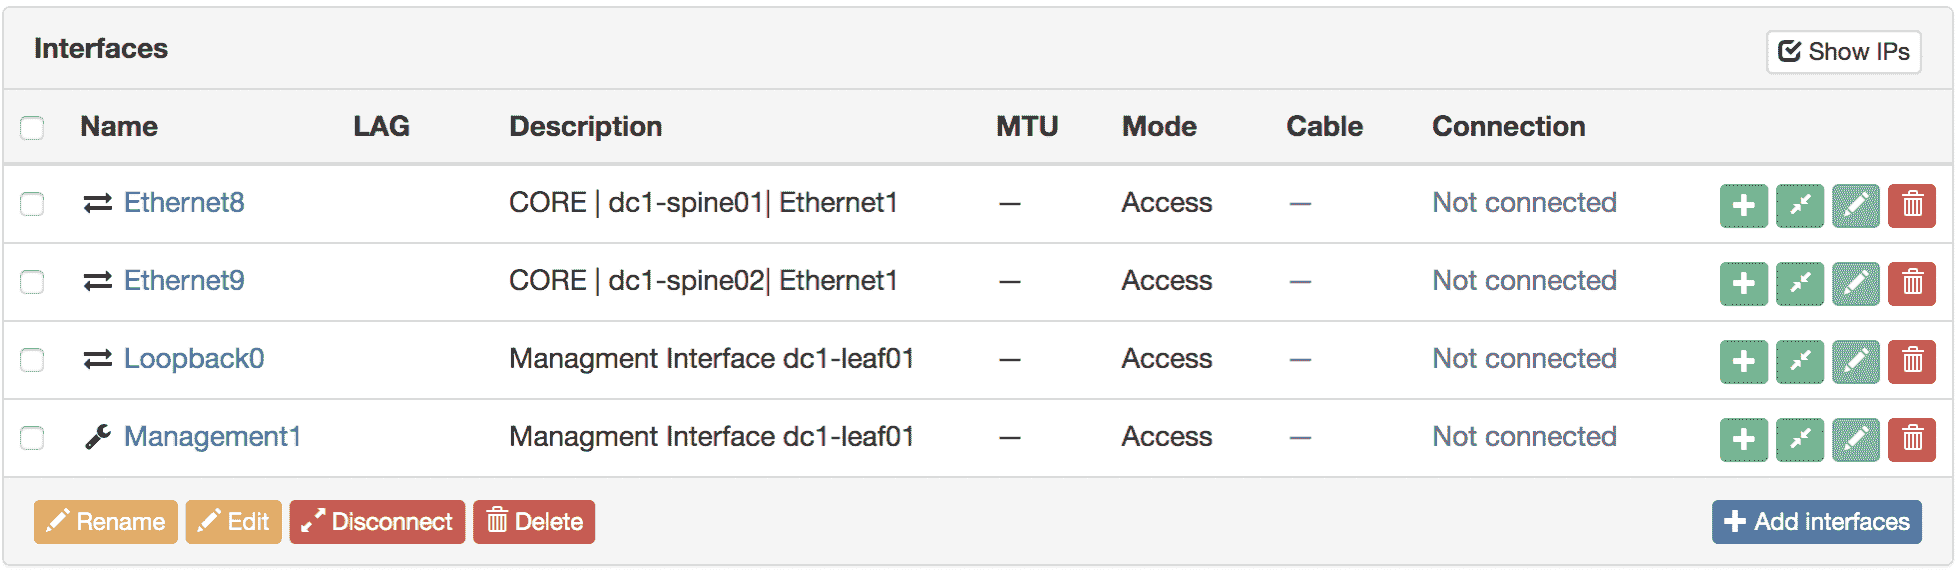 Interfaces
Show IPs
Name LAG Description MTU Mode Cable Connection
Ethernet8 CORE | dc1-spine01| Ethernet1 — Access — Not connected
Ethernet9 CORE | dc1-spine02| Ethernet1 — Access — Not connected
Loopback0 Managment Interface dc1-leaf01 — Access — Not connected
Management1 Managment Interface dc1-leaf01 — Access — Not connected
Rename Edit Disconnect Delete Add interfaces